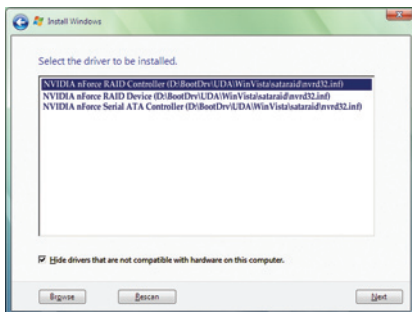 Install Windows
Select the driver to be installed.
NVIDIA nForce RAID Controller (D:\BootDrv\UDA\WinVista\sataraid\nvrd32.inf)
NVIDIA nForce RAID Device (D:\BootDrv\UDA\WinVista\sataraid\nvrd32.inf)
NVIDIA nForce Serial ATA Controller (D:\BootDrv\UDA\WinVista\sataraid\nvrd32.inf)
Hide drivers that are not compatible with hardware on this computer.
Browse
Rescan
Next